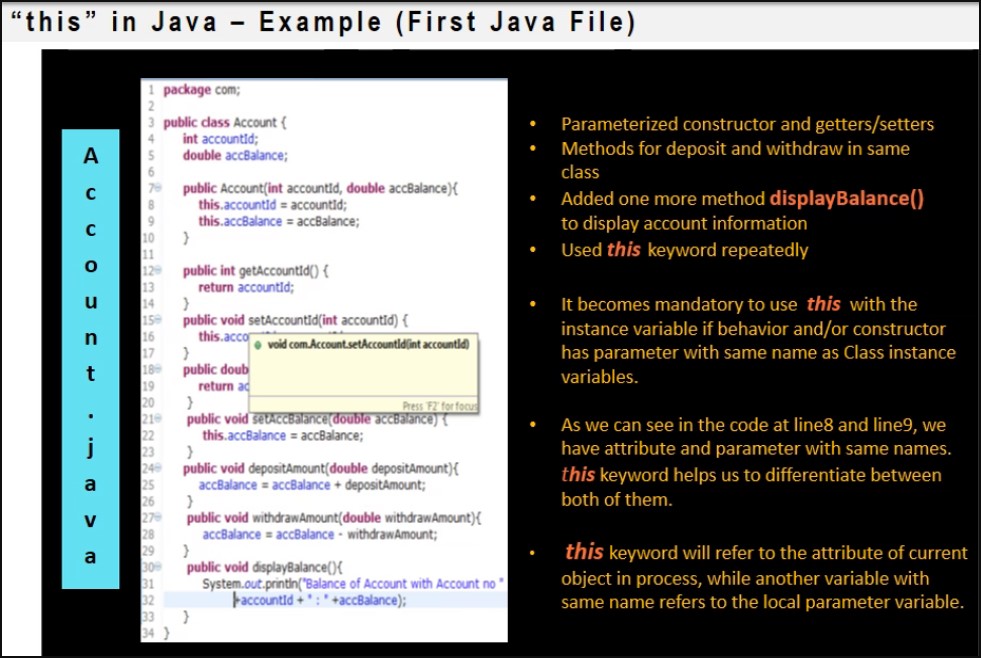 “this” in Java – Example (First Java File)
A
c
c
o
u
n
t
.
j
a
v
a
1 package com;
2
3 public class Account {
4 int accountId;
5 double accBalance;
6
7 public Account(int accountId, double accBalance){
8 this.accountId = accountId;
9 this.accBalance = accBalance;
10 }
11
12 public int getAccountId() {
13 return accountId;
14 }
15 public void setAccountId(int accountId) {
16 this.acco
17 }
18 public doub
19 return ac
20 }
void com.Account.setAccountId(int accountId)
Press 'F2' for focus
21 public void setAccBalance(double accBalance) {
22 this.accBalance = accBalance;
23 }
24 public void depositAmount(double depositAmount){
25 accBalance = accBalance + depositAmount;
26 }
27 public void withdrawAmount(double withdrawAmount){
28 accBalance = accBalance - withdrawAmount;
29 }
30 public void displayBalance(){
31 System.out.println("Balance of Account with Account no "
32 +accountId + " : " +accBalance);
33 }
34 }
• Parameterized constructor and getters/setters
• Methods for deposit and withdraw in same
class
• Added one more method displayBalance()
to display account information
• Used this keyword repeatedly
• It becomes mandatory to use this with the
instance variable if behavior and/or constructor
has parameter with same name as Class instance
variables.
• As we can see in the code at line8 and line9, we
have attribute and parameter with same names.
this keyword helps us to differentiate between
both of them.
• this keyword will refer to the attribute of current
object in process, while another variable with
same name refers to the local parameter variable.